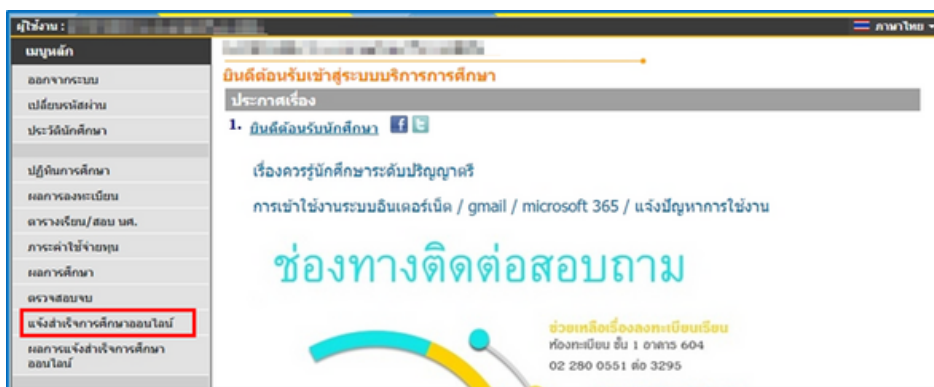 ผู้ใช้งาน :
ภาษาไทย
เมนูหลัก
ออกจากระบบ
เปลี่ยนรหัสผ่าน
ประวัตินักศึกษา
ปฏิทินการศึกษา
ผลการลงทะเบียน
ตารางเรียน/สอบ นศ.
ภาระค่าใช้จ่ายทุน
ผลการศึกษา
ตรวจสอบจบ
แจ้งสำเร็จการศึกษาออนไลน์
ผลการแจ้งสำเร็จการศึกษา
ออนไลน์
ยินดีต้อนรับเข้าสู่ระบบบริการการศึกษา
ประกาศเรื่อง
1. ยินดีต้อนรับนักศึกษา
เรื่องควรรู้นักศึกษาระดับปริญญาตรี
การเข้าใช้งานระบบอินเตอร์เน็ต / gmail / microsoft 365 / แจ้งปัญหาการใช้งาน
ช่องทางติดต่อสอบถาม
ช่วยเหลือเรื่องลงทะเบียนเรียน
ห้องทะเบียน ชั้น 1 อาคาร 604
02 280 0551 ต่อ 3295